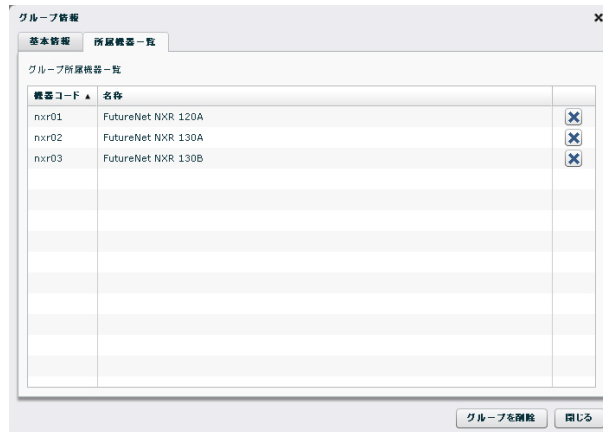 グループ情報
基本情報 所属機器一覧
グループ所属機器一覧
機器コード ▲ 名称
nxr01 FutureNet NXR 120A
nxr02 FutureNet NXR 130A
nxr03 FutureNet NXR 130B
グループを削除 閉じる